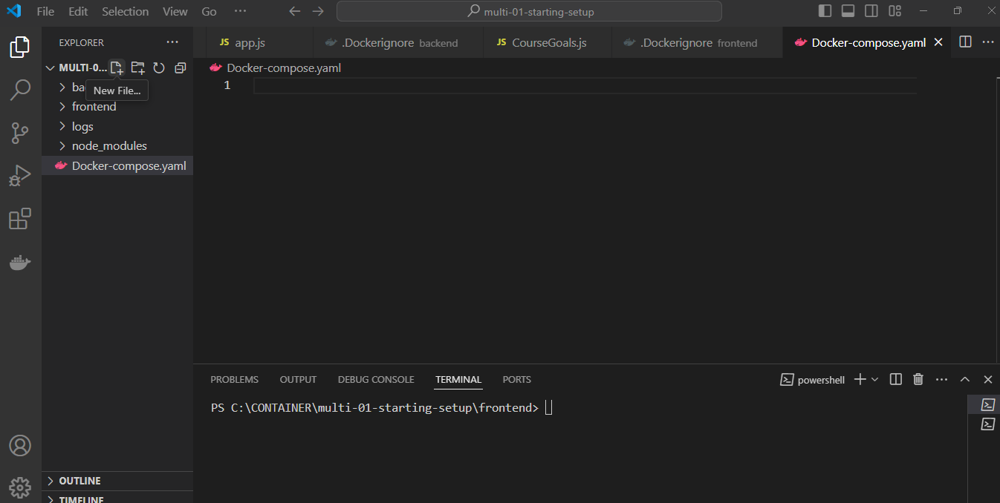 File Edit Selection View Go ··· multi-01-starting-setup
EXPLORER ···
JS app.js .Dockerignore backend JS CourseGoals.js .Dockerignore frontend Docker-compose.yaml ···
MULTI-0...
Docker-compose.yaml
ba
New File...
1
frontend
logs
node_modules
Docker-compose.yaml
PROBLEMS OUTPUT DEBUG CONSOLE TERMINAL PORTS powershell ···
PS C:\CONTAINER\multi-01-starting-setup\frontend>
OUTLINE
TIMELINE